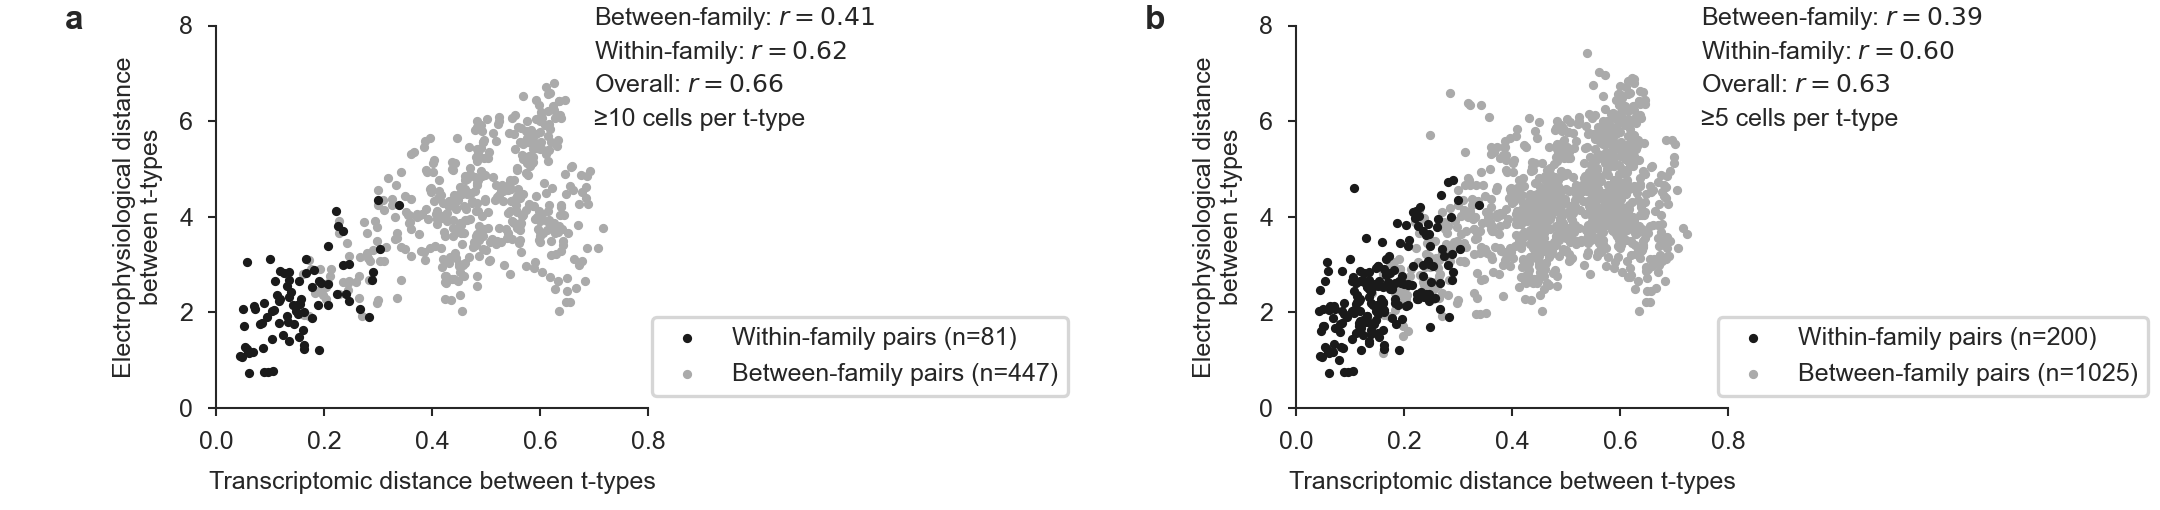 a
Between-family: r = 0.41
Within-family: r = 0.62
Overall: r = 0.66
≥10 cells per t-type
8
6
4
2
0
Electrophysiological distance
between t-types
Within-family pairs (n=81)
Between-family pairs (n=447)
0.0 0.2 0.4 0.6 0.8
Transcriptomic distance between t-types
b
Between-family: r = 0.39
Within-family: r = 0.60
Overall: r = 0.63
≥5 cells per t-type
8
6
4
2
0
Electrophysiological distance
between t-types
Within-family pairs (n=200)
Between-family pairs (n=1025)
0.0 0.2 0.4 0.6 0.8
Transcriptomic distance between t-types